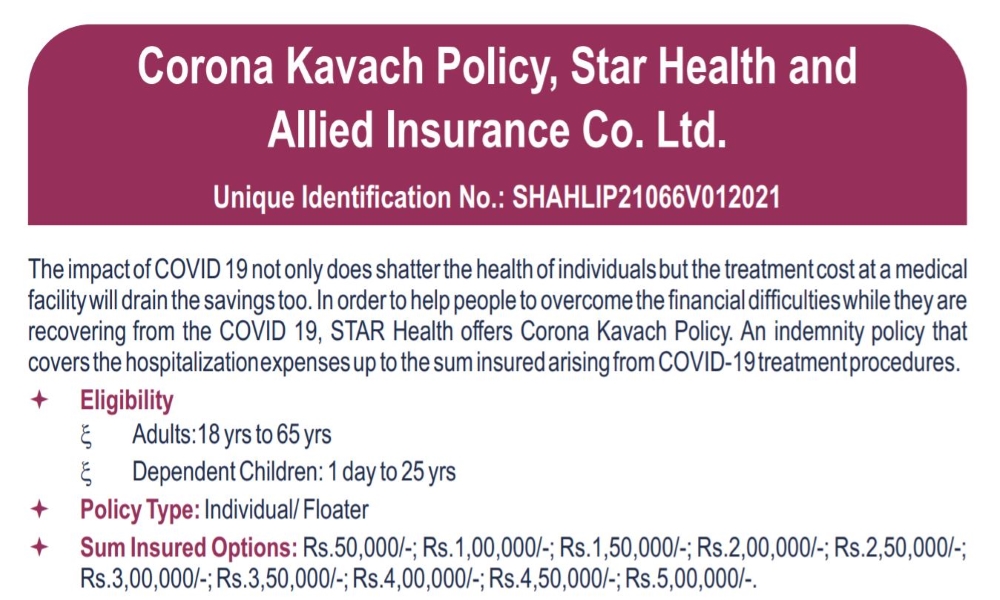 Corona Kavach Policy, Star Health and
Allied Insurance Co. Ltd.
Unique Identification No.: SHAHLIP21066V012021
The impact of COVID 19 not only does shatter the health of individuals but the treatment cost at a medical
facility will drain the savings too. In order to help people to overcome the financial difficulties while they are
recovering from the COVID 19, STAR Health offers Corona Kavach Policy. An indemnity policy that
covers the hospitalization expenses up to the sum insured arising from COVID-19 treatment procedures.
✦ Eligibility
ξ Adults:18 yrs to 65 yrs
ξ Dependent Children: 1 day to 25 yrs
✦ Policy Type: Individual/ Floater
✦ Sum Insured Options: Rs.50,000/-; Rs.1,00,000/-; Rs.1,50,000/-; Rs.2,00,000/-; Rs.2,50,000/-;
Rs.3,00,000/-; Rs.3,50,000/-; Rs.4,00,000/-; Rs.4,50,000/-; Rs.5,00,000/-.